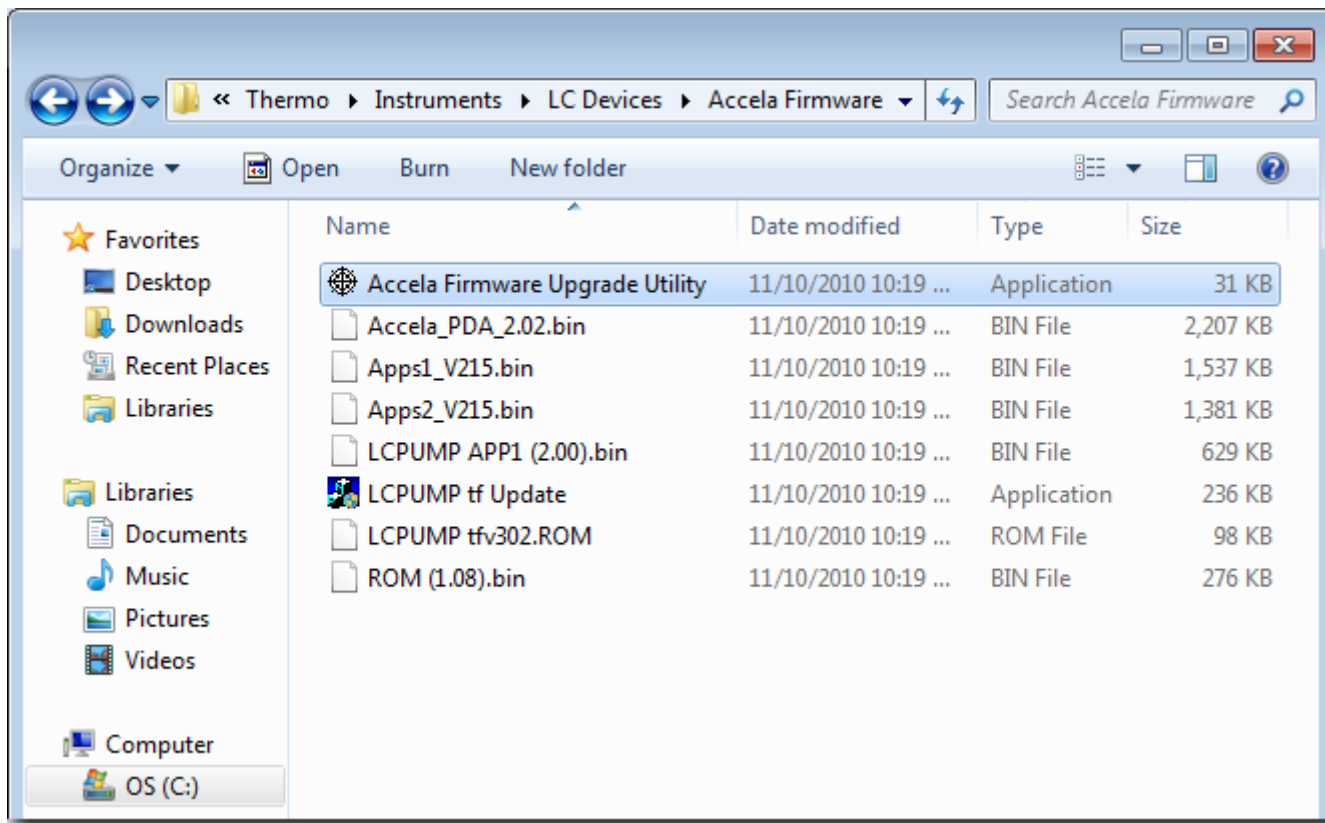 « Thermo Instruments LC Devices Accela Firmware Search Accela Firmware
Organize Open Burn New folder
Name Date modified Type Size
Favorites
Desktop
Downloads
Recent Places
Libraries
Libraries
Documents
Music
Pictures
Videos
Computer
OS (C:)
Accela Firmware Upgrade Utility 11/10/2010 10:19 ... Application 31 KB
Accela_PDA_2.02.bin 11/10/2010 10:19 ... BIN File 2,207 KB
Apps1_V215.bin 11/10/2010 10:19 ... BIN File 1,537 KB
Apps2_V215.bin 11/10/2010 10:19 ... BIN File 1,381 KB
LCPUMP APP1 (2.00).bin 11/10/2010 10:19 ... BIN File 629 KB
LCPUMP tf Update 11/10/2010 10:19 ... Application 236 KB
LCPUMP tfv302.ROM 11/10/2010 10:19 ... ROM File 98 KB
ROM (1.08).bin 11/10/2010 10:19 ... BIN File 276 KB